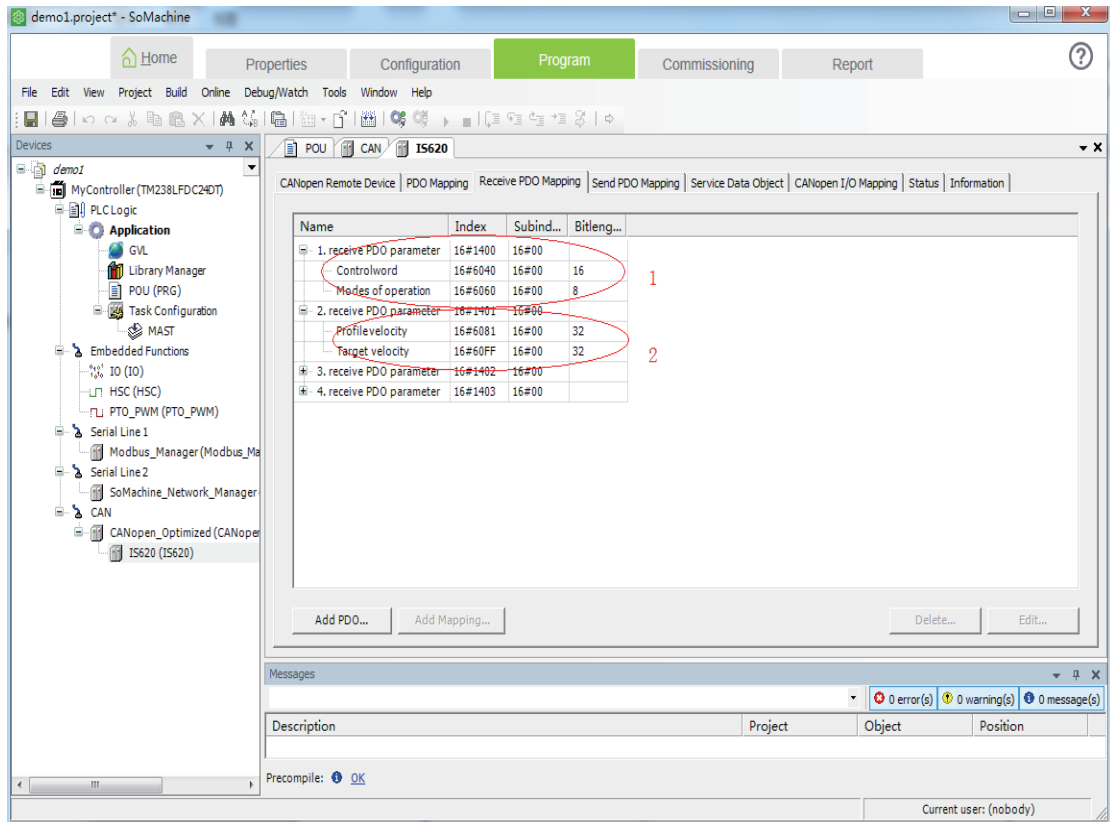 demo1.project* - SoMachine
Home
Properties
Configuration
Program
Commissioning
Report
?
File Edit View Project Build Online Debug/Watch Tools Window Help
Devices
demo1
MyController (TM238LFDC24DT)
PLC Logic
Application
GVL
Library Manager
POU (PRG)
Task Configuration
MAST
Embedded Functions
IO (IO)
HSC (HSC)
PTO_PWM (PTO_PWM)
Serial Line 1
Modbus_Manager (Modbus_Ma
Serial Line 2
SoMachine_Network_Manager
CAN
CANopen_Optimized (CANoper
IS620 (IS620)
POU CAN IS620
CANopen Remote Device PDO Mapping Receive PDO Mapping Send PDO Mapping Service Data Object CANopen I/O Mapping Status Information
Name Index Subind... Bitleng...
1. receive PDO parameter 16#1400 16#00
Controlword 16#6040 16#00 16
Modes of operation 16#6060 16#00 8
1
2. receive PDO parameter 16#1401 16#00
Profile velocity 16#6081 16#00 32
Target velocity 16#60FF 16#00 32
2
3. receive PDO parameter 16#1402 16#00
4. receive PDO parameter 16#1403 16#00
Add PDO... Add Mapping... Delete... Edit...
Messages
0 error(s) 0 warning(s) 0 message(s)
Description Project Object Position
Precompile: OK
Current user: (nobody)